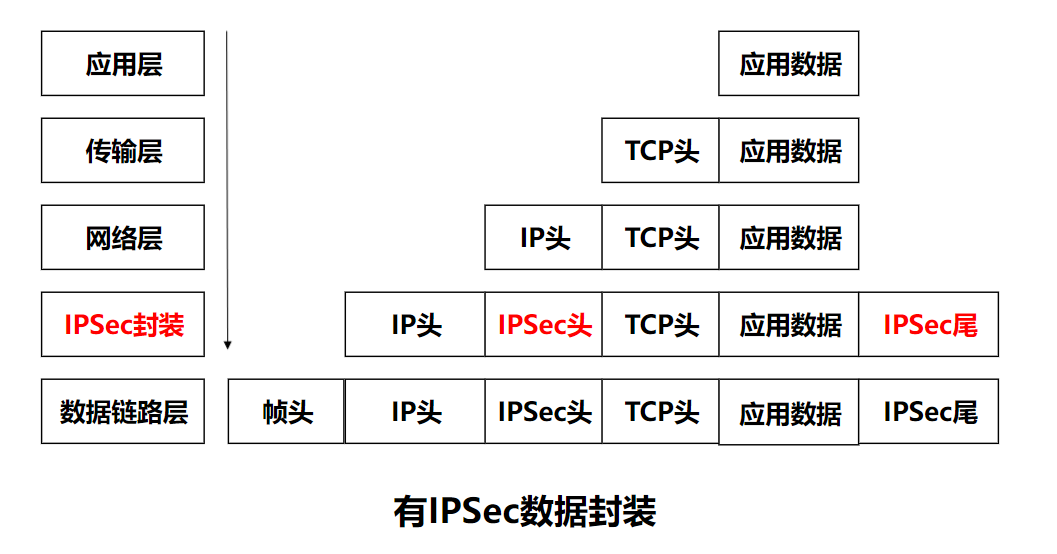 应用层 应用数据
传输层 TCP头 应用数据
网络层 IP头 TCP头 应用数据
IPSec封装 IP头 IPSec头 TCP头 应用数据 IPSec尾
数据链路层 帧头 IP头 IPSec头 TCP头 应用数据 IPSec尾
有IPSec数据封装